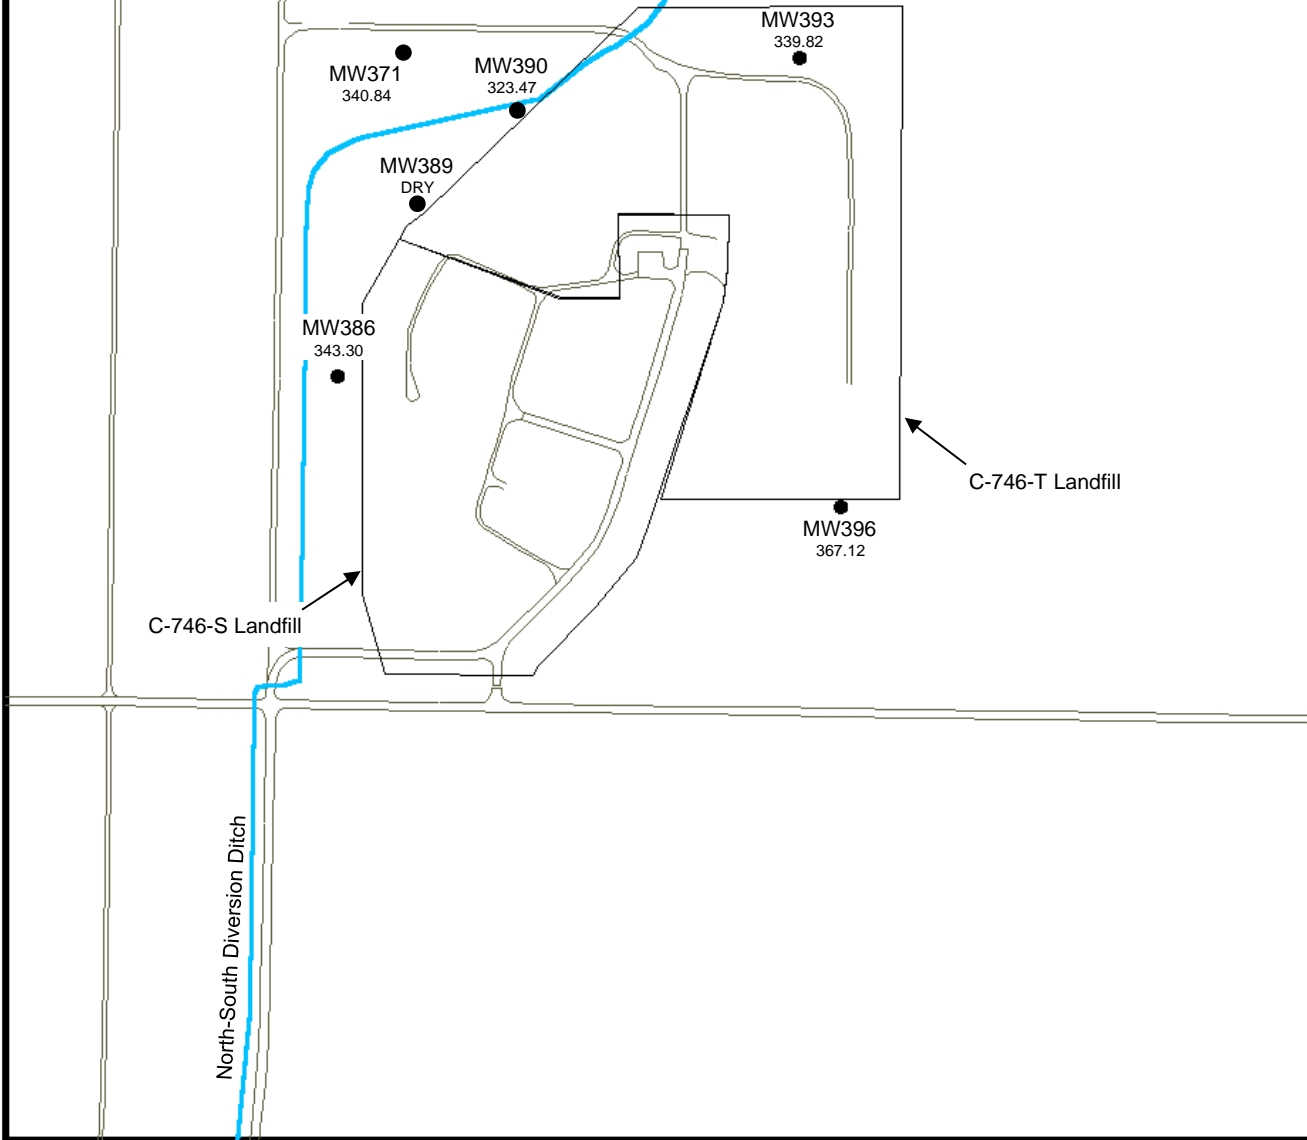 MW393
339.82
MW371
340.84
MW390
323.47
MW389
DRY
MW386
343.30
C-746-T Landfill
MW396
367.12
C-746-S Landfill
North-South Diversion Ditch